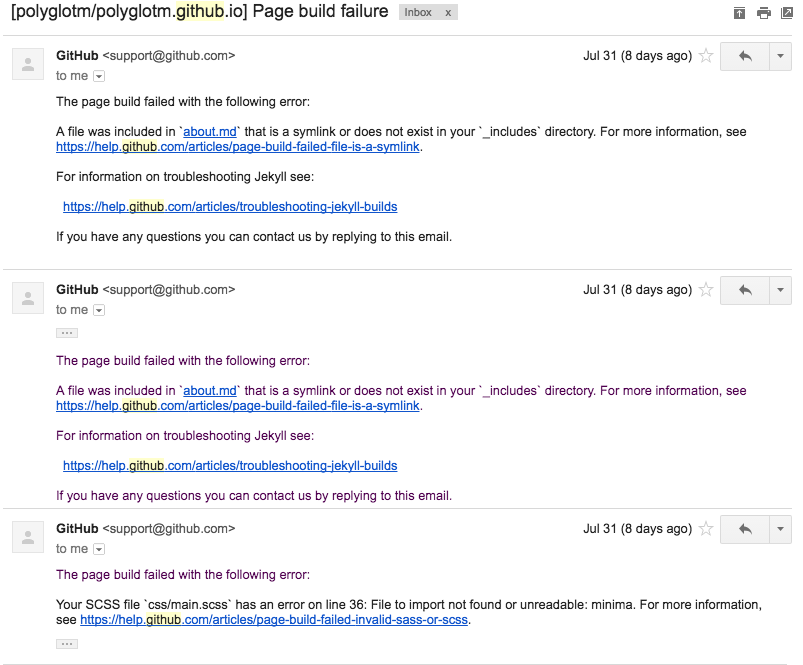 [polyglotm/polyglotm.github.io] Page build failure Inbox x
GitHub <support@github.com> Jul 31 (8 days ago)
to me
The page build failed with the following error:
A file was included in `about.md` that is a symlink or does not exist in your `_includes` directory. For more information, see
https://help.github.com/articles/page-build-failed-file-is-a-symlink.
For information on troubleshooting Jekyll see:
https://help.github.com/articles/troubleshooting-jekyll-builds
If you have any questions you can contact us by replying to this email.
GitHub <support@github.com> Jul 31 (8 days ago)
to me
...
The page build failed with the following error:
A file was included in `about.md` that is a symlink or does not exist in your `_includes` directory. For more information, see
https://help.github.com/articles/page-build-failed-file-is-a-symlink.
For information on troubleshooting Jekyll see:
https://help.github.com/articles/troubleshooting-jekyll-builds
If you have any questions you can contact us by replying to this email.
GitHub <support@github.com> Jul 31 (8 days ago)
to me
The page build failed with the following error:
Your SCSS file `css/main.scss` has an error on line 36: File to import not found or unreadable: minima. For more information,
see https://help.github.com/articles/page-build-failed-invalid-sass-or-scss.
...